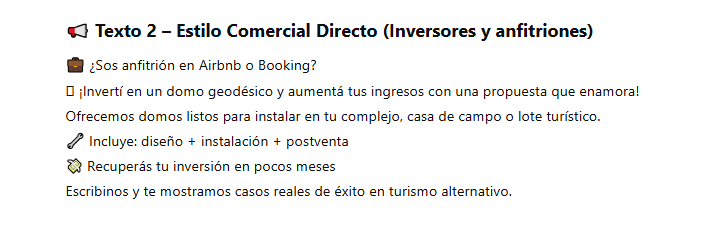 📢 Texto 2 – Estilo Comercial Directo (Inversores y anfitriones)
💼 ¿Sos anfitrión en Airbnb o Booking?
▯ ¡Invertí en un domo geodésico y aumentá tus ingresos con una propuesta que enamora!
Ofrecemos domos listos para instalar en tu complejo, casa de campo o lote turístico.
🔧 Incluye: diseño + instalación + postventa
💸 Recuperás tu inversión en pocos meses
Escribinos y te mostramos casos reales de éxito en turismo alternativo.